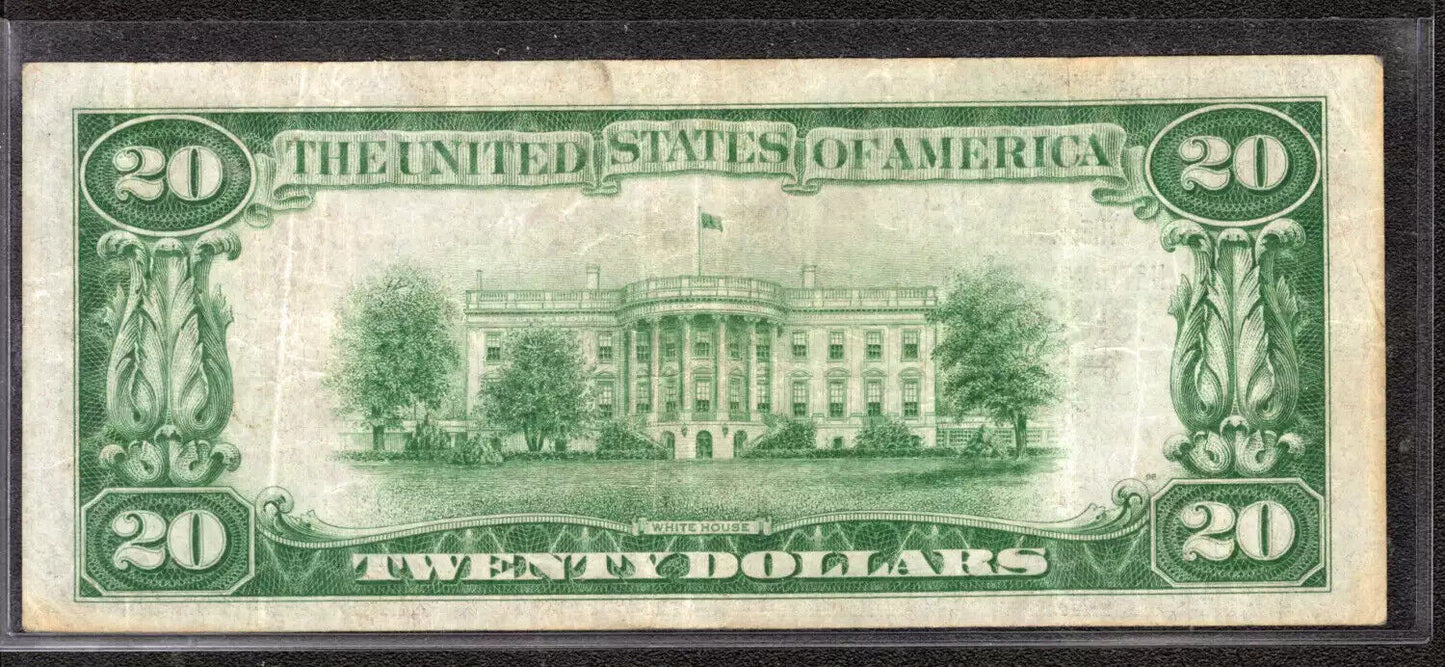 20 THE UNITED STATES OF AMERICA 20
WHITE HOUSE
20 TWENTY DOLLARS 20